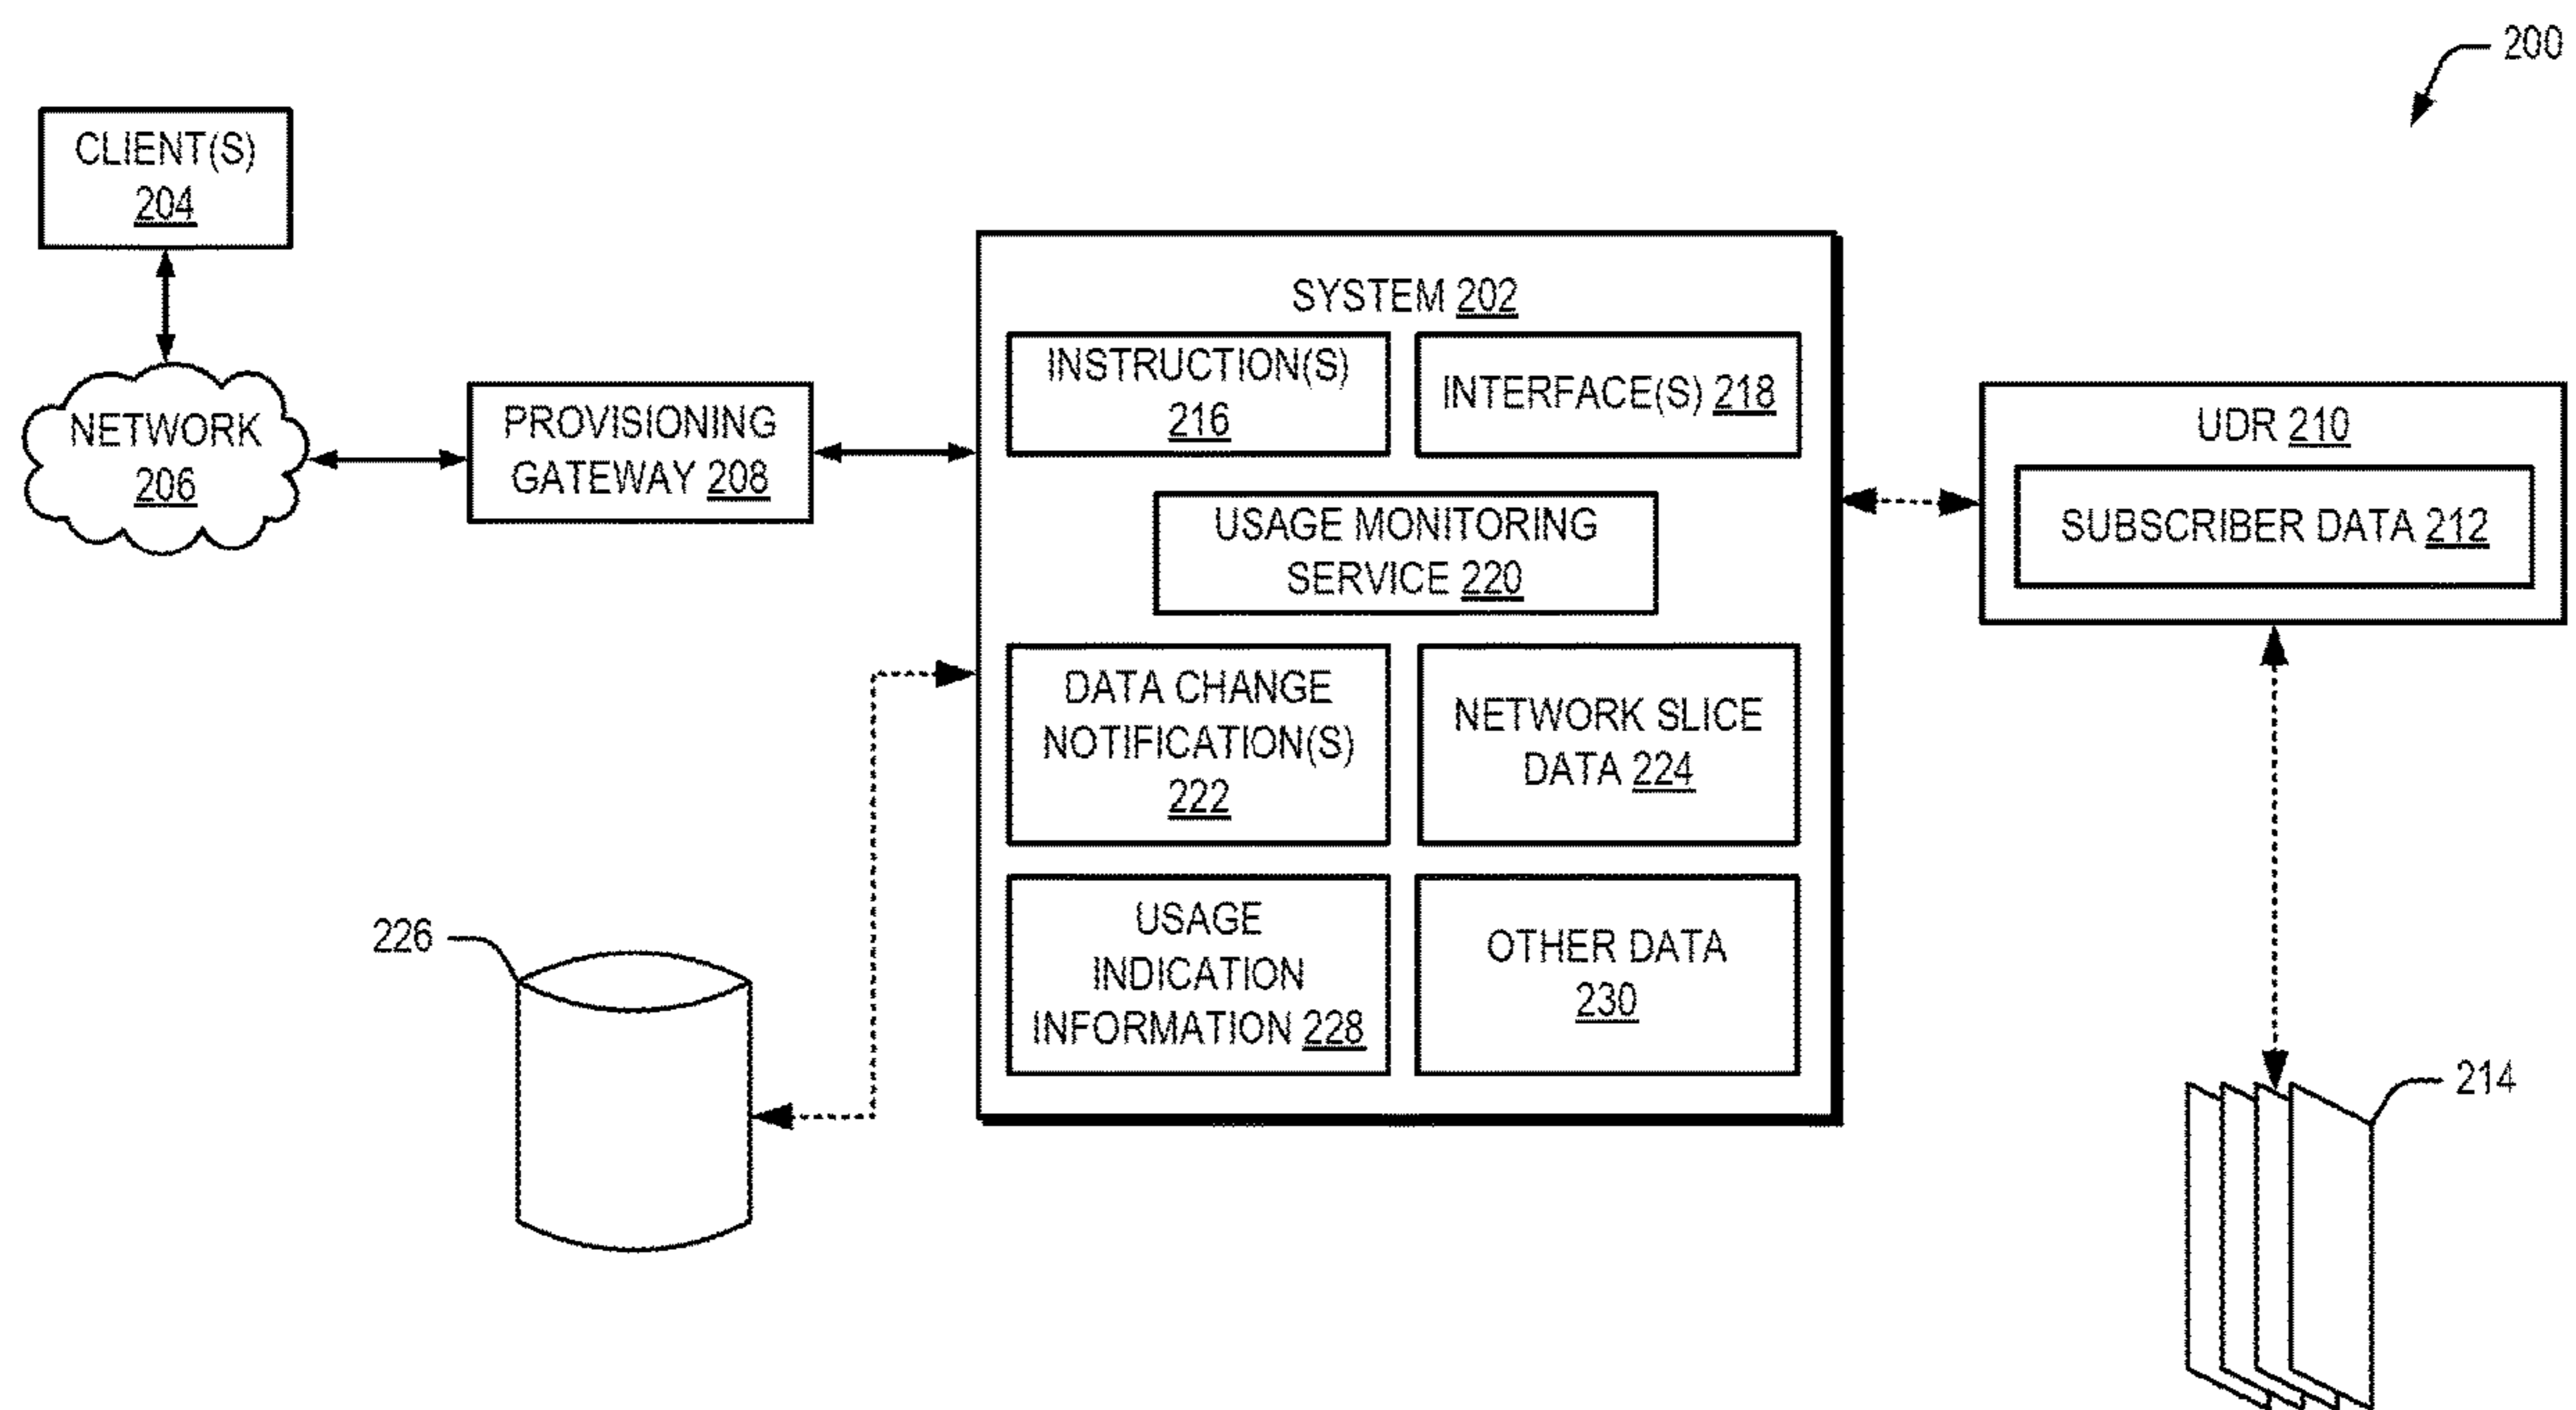 200
CLIENT(S)
204
NETWORK
206
PROVISIONING
GATEWAY 208
SYSTEM 202
INSTRUCTION(S)
216
INTERFACE(S) 218
USAGE MONITORING
SERVICE 220
DATA CHANGE
NOTIFICATION(S)
222
NETWORK SLICE
DATA 224
USAGE
INDICATION
INFORMATION 228
OTHER DATA
230
UDR 210
SUBSCRIBER DATA 212
226
214